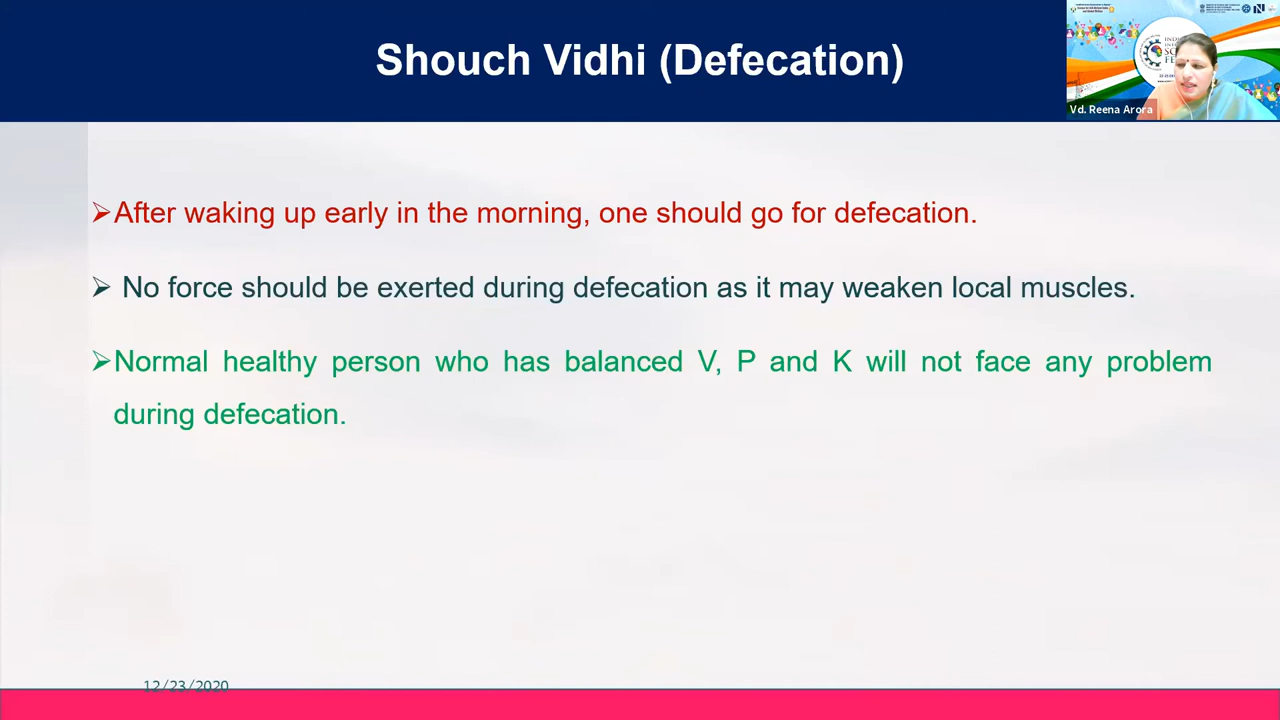 Shouch Vidhi (Defecation)
Vd. Reena Arora
➢After waking up early in the morning, one should go for defecation.
➢ No force should be exerted during defecation as it may weaken local muscles.
➢Normal healthy person who has balanced V, P and K will not face any problem
during defecation.
12/23/2020